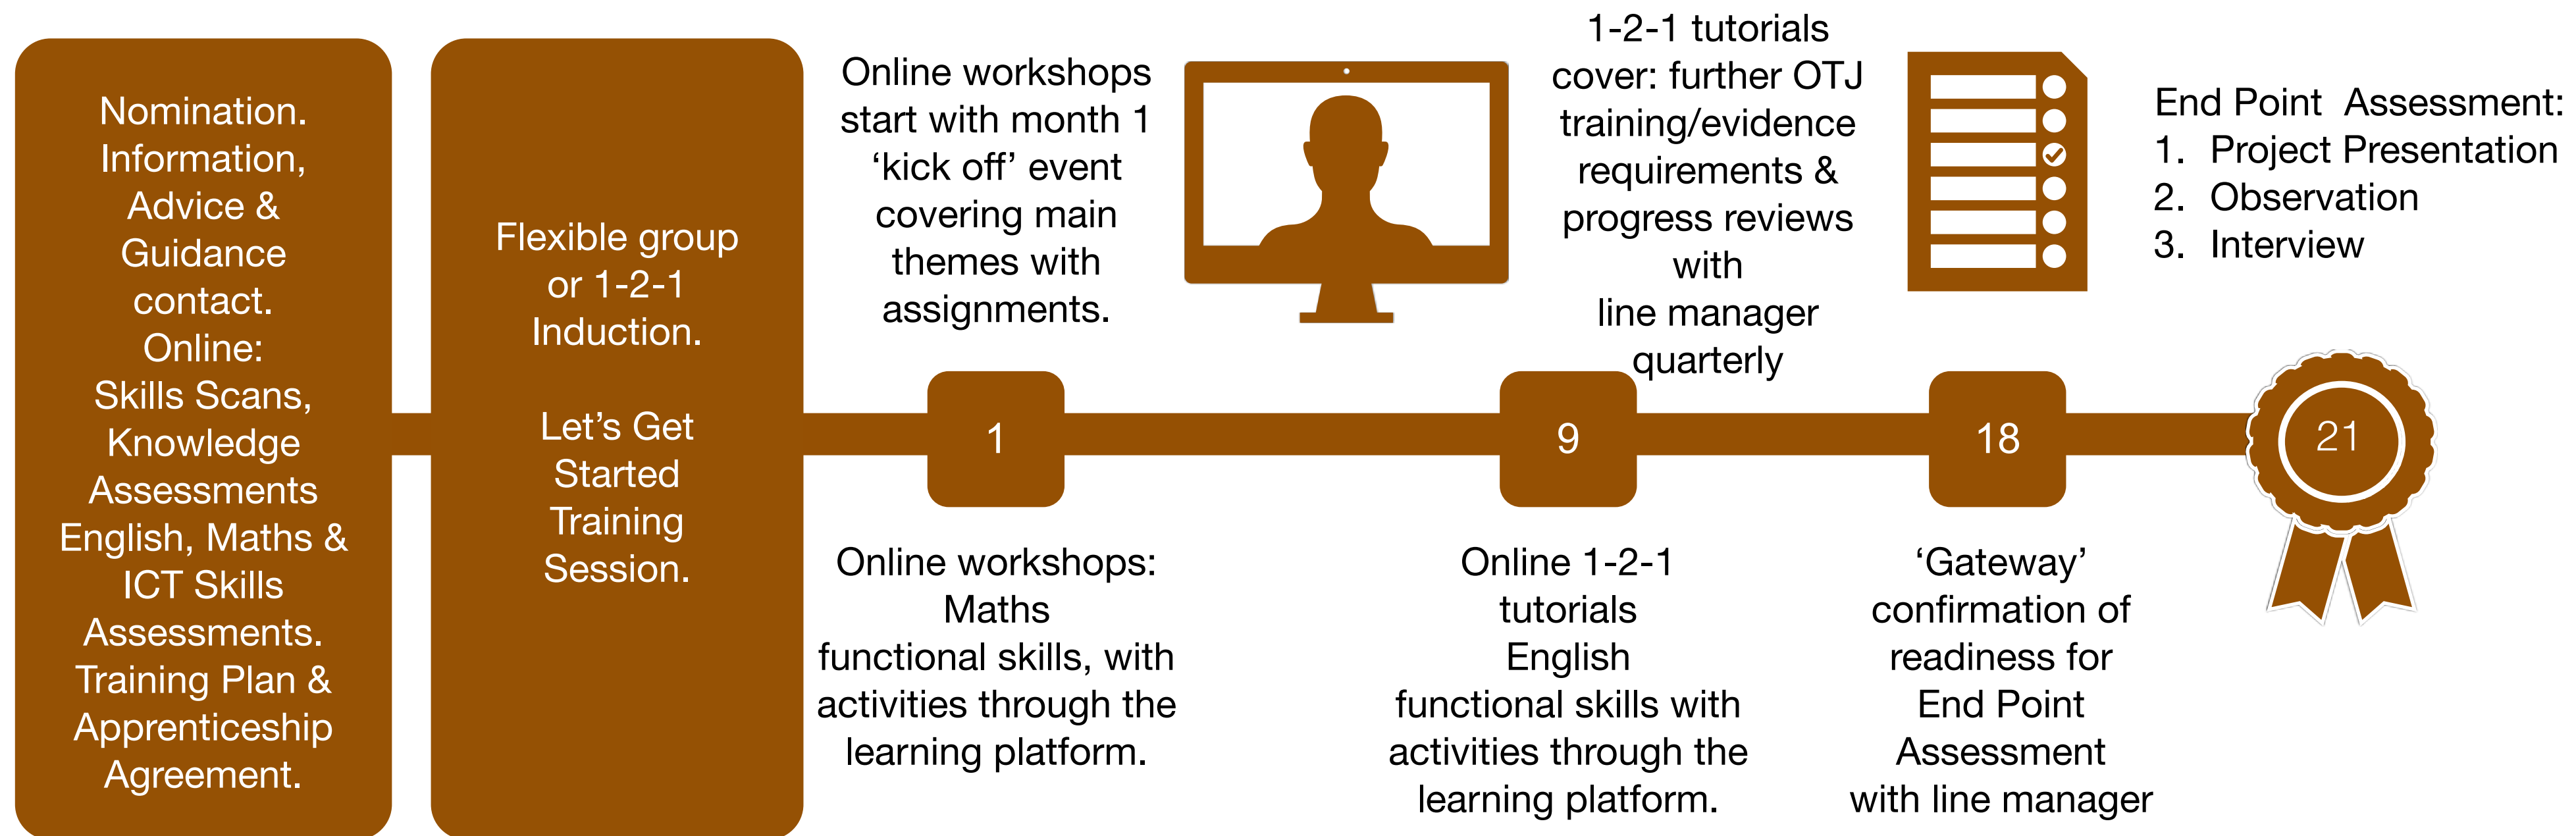 Nomination.
Information,
Advice &
Guidance
contact.
Online:
Skills Scans,
Knowledge
Assessments
English, Maths &
ICT Skills
Assessments.
Training Plan &
Apprenticeship
Agreement.
Flexible group
or 1-2-1
Induction.
Let’s Get
Started
Training
Session.
Online workshops
start with month 1
‘kick off’ event
covering main
themes with
assignments.
1
Online workshops:
Maths
functional skills, with
activities through the
learning platform.
1-2-1 tutorials
cover: further OTJ
training/evidence
requirements &
progress reviews
with
line manager
quarterly
9
Online 1-2-1
tutorials
English
functional skills with
activities through the
learning platform.
18
‘Gateway’
confirmation of
readiness for
End Point
Assessment
with line manager
End Point  Assessment:
1. Project Presentation
2. Observation
3. Interview
21